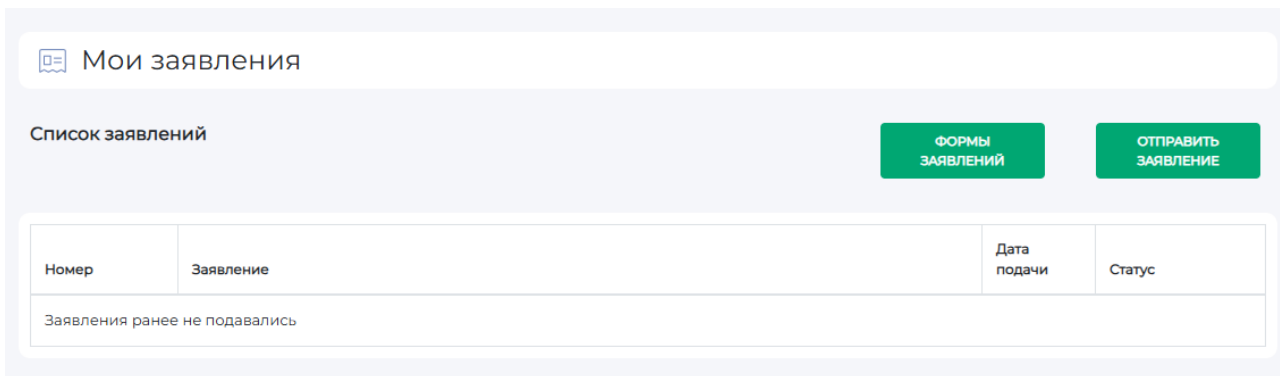 Мои заявления
Список заявлений
ФОРМЫ
ЗАЯВЛЕНИЙ
ОТПРАВИТЬ
ЗАЯВЛЕНИЕ
Номер
Заявление
Дата
подачи
Статус
Заявления ранее не подавались